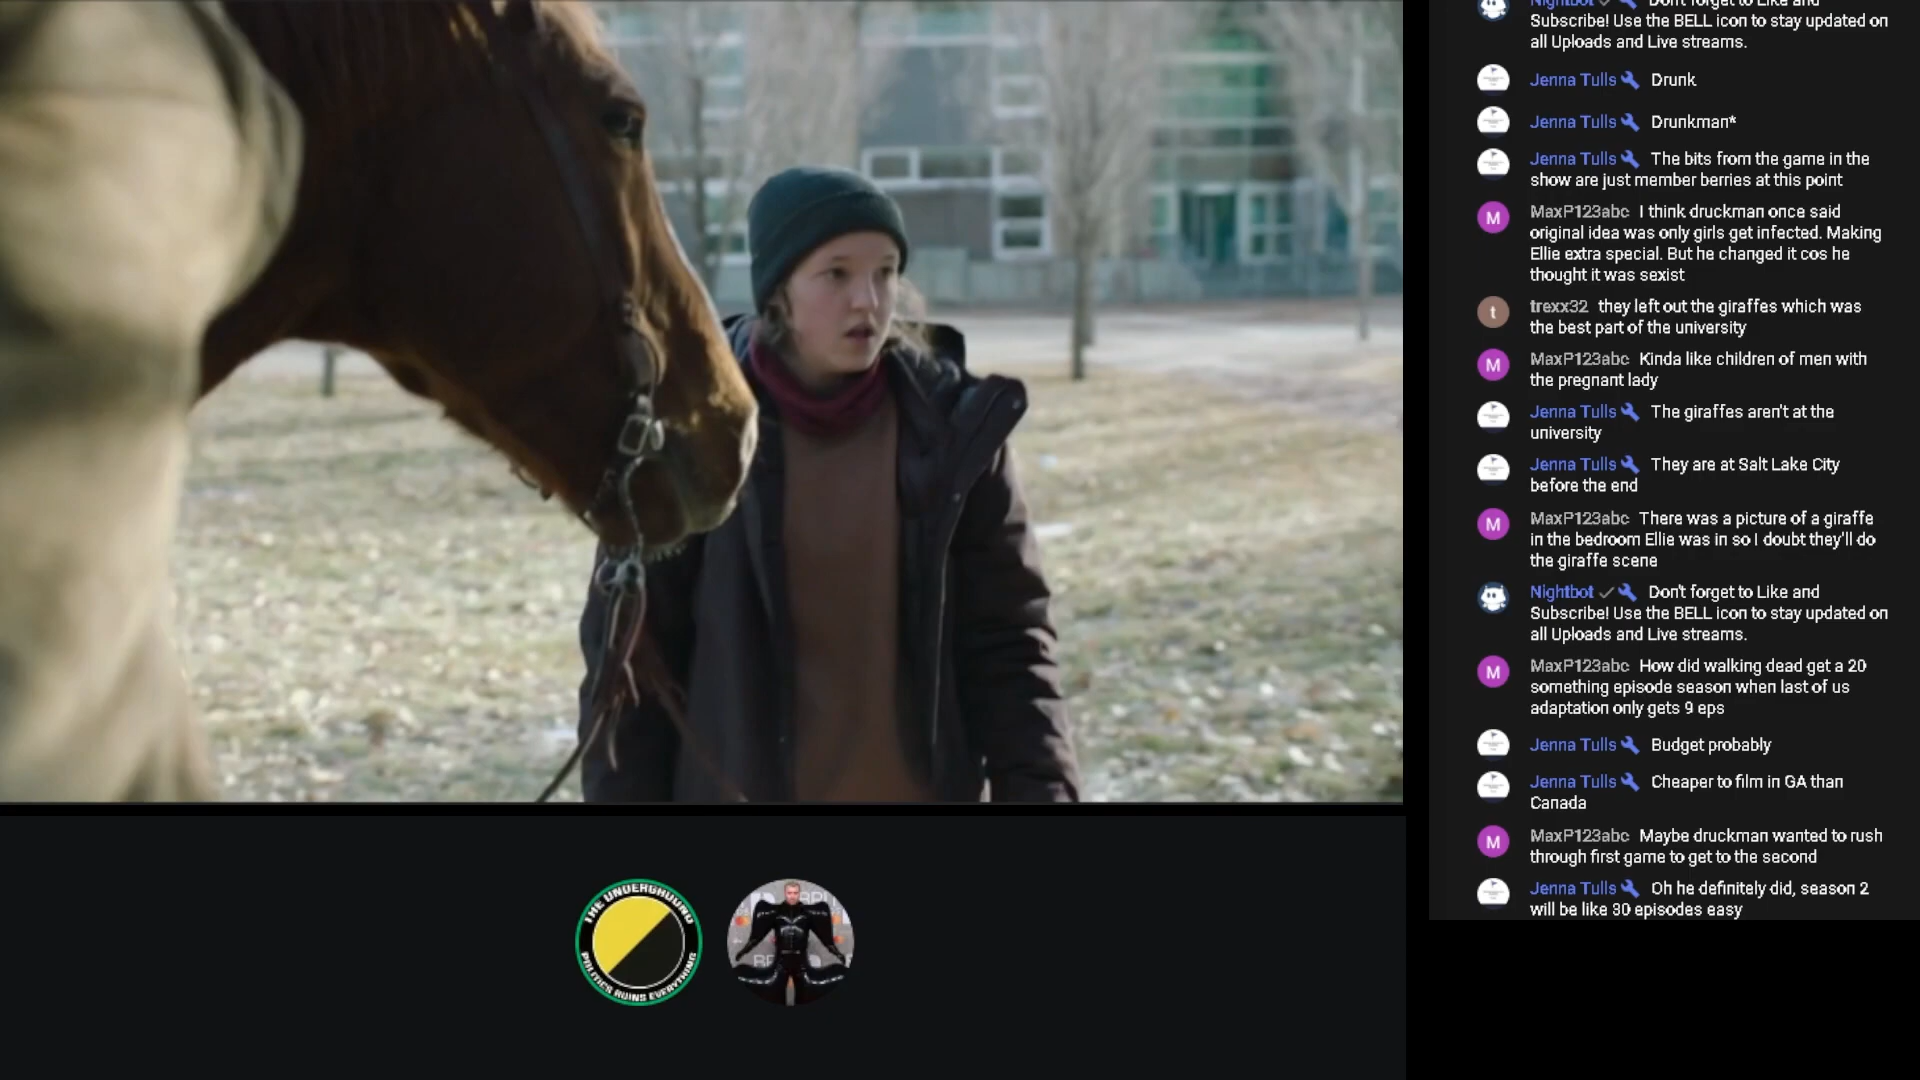 Nightbot Don't forget to Like and
Subscribe! Use the BELL icon to stay updated on
all Uploads and Live streams.
Jenna Tulls Drunk
Jenna Tulls Drunkman*
Jenna Tulls The bits from the game in the
show are just member berries at this point
M
MaxP123abc I think druckman once said
original idea was only girls get infected. Making
Ellie extra special. But he changed it cos he
thought it was sexist
t
trexx32 they left out the giraffes which was
the best part of the university
M
MaxP123abc Kinda like children of men with
the pregnant lady
Jenna Tulls The giraffes aren't at the
university
Jenna Tulls They are at Salt Lake City
before the end
M
MaxP123abc There was a picture of a giraffe
in the bedroom Ellie was in so I doubt they'll do
the giraffe scene
Nightbot Don't forget to Like and
Subscribe! Use the BELL icon to stay updated on
all Uploads and Live streams.
M
MaxP123abc How did walking dead get a 20
something episode season when last of us
adaptation only gets 9 eps
Jenna Tulls Budget probably
Jenna Tulls Cheaper to film in GA than
Canada
M
MaxP123abc Maybe druckman wanted to rush
through first game to get to the second
Jenna Tulls Oh he definitely did, season 2
will be like 30 episodes easy
THE UNDERGROUND
POLITICS RUINS EVERYTHING